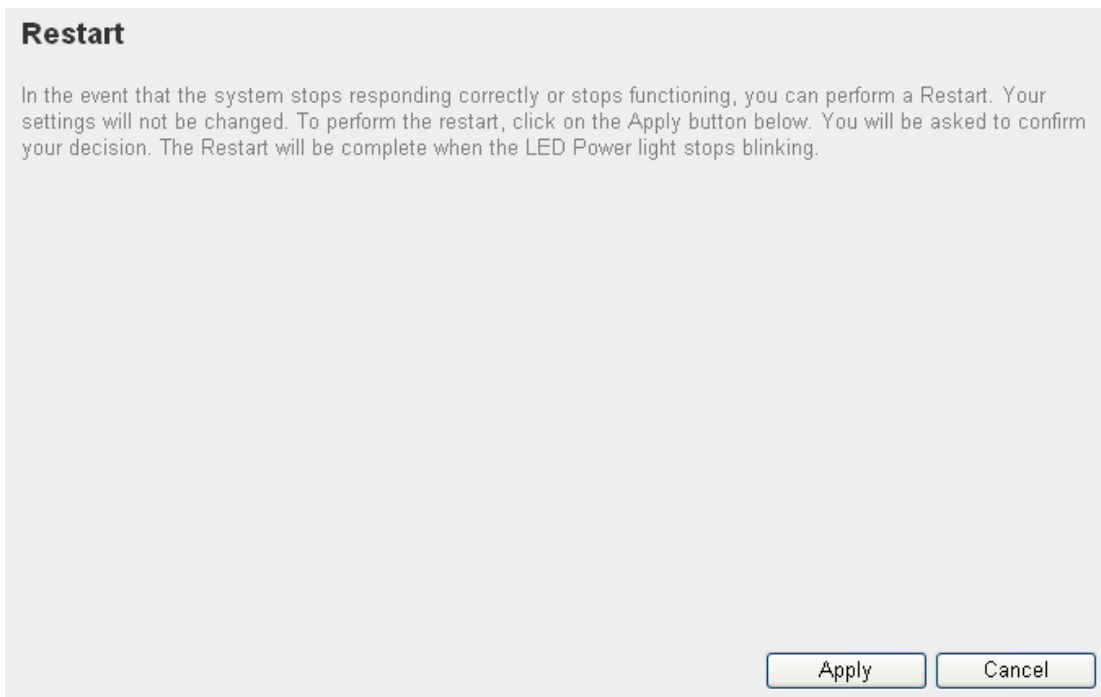 Restart
In the event that the system stops responding correctly or stops functioning, you can perform a Restart. Your
settings will not be changed. To perform the restart, click on the Apply button below. You will be asked to confirm
your decision. The Restart will be complete when the LED Power light stops blinking.
Apply Cancel